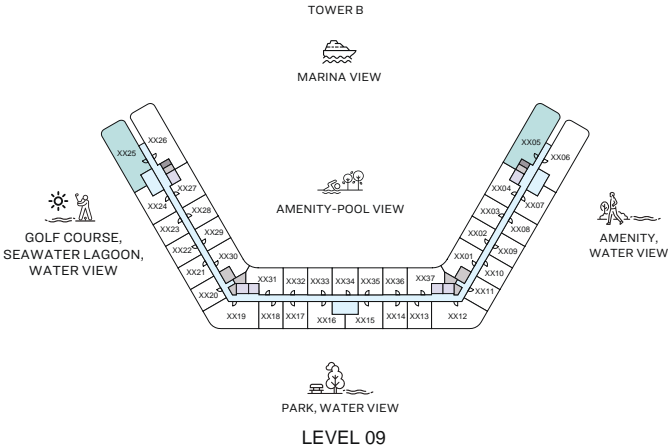 TOWER B
MARINA VIEW
XX26
XX25
XX05
XX06
XX27
XX24
XX04
XX07
XX28
XX23
XX03
XX08
AMENITY-POOL VIEW
XX29
XX22
XX02
XX09
GOLF COURSE,
SEAWATER LAGOON,
WATER VIEW
AMENITY,
WATER VIEW
XX30
XX21
XX01
XX10
XX20
XX31
XX32
XX33
XX34
XX35
XX36
XX37
XX11
XX19
XX18
XX17
XX16
XX15
XX14
XX13
XX12
PARK, WATER VIEW
LEVEL 09